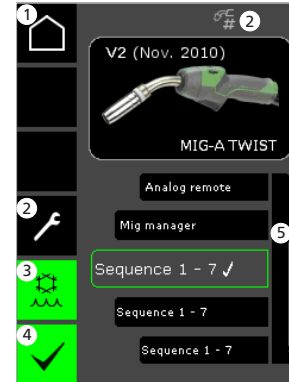 1
# 2
V2 (Nov. 2010)
MIG-A TWIST
Analog remote
2
Mig manager
5
3
Sequence 1 - 7 ✓
Sequence 1 - 7
4
Sequence 1 - 7